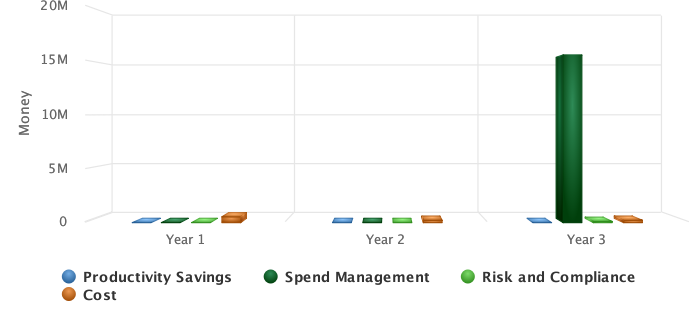 20M
15M
10M
5M
0
Money
Year 1
Year 2
Year 3
Productivity Savings
Spend Management
Risk and Compliance
Cost